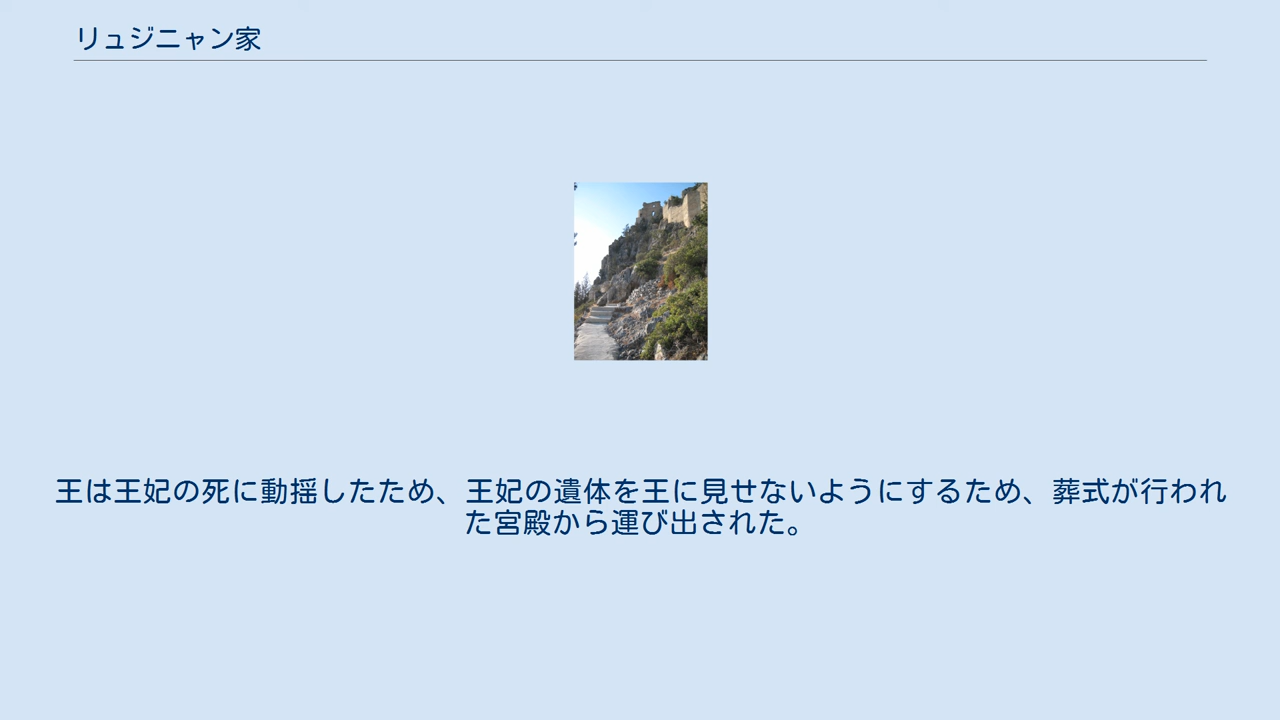 リュジニャン家
王は王妃の死に動揺したため、王妃の遺体を王に見せないようにするため、葬式が行われ
た宮殿から運び出された。